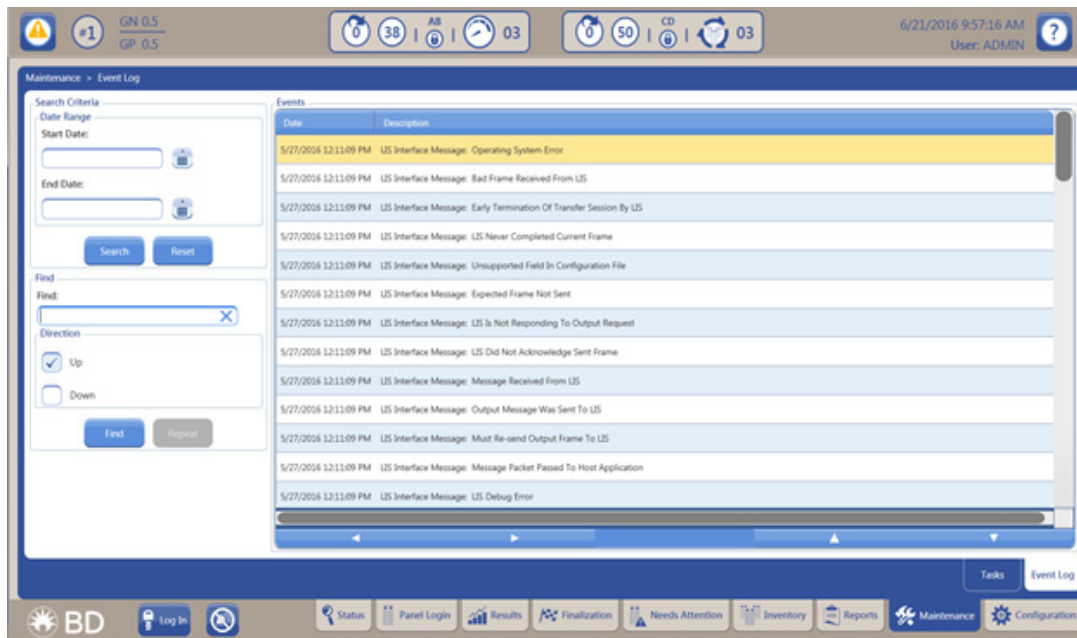 #1
GN 0.5
GP 0.5
0 38 AB 03
0 50 CD 03
6/21/2016 9:57:16 AM
User: ADMIN
?
Maintenance > Event Log
Search Criteria
Date Range
Start Date:
End Date:
Search Reset
Find
Find:
Direction
Up
Down
Find Repeat
Events
Date Description
5/27/2016 12:11:09 PM LIS Interface Message: Operating System Error
5/27/2016 12:11:09 PM LIS Interface Message: Bad Frame Received From LIS
5/27/2016 12:11:09 PM LIS Interface Message: Early Termination Of Transfer Session By LIS
5/27/2016 12:11:09 PM LIS Interface Message: LIS Never Completed Current Frame
5/27/2016 12:11:09 PM LIS Interface Message: Unsupported Field In Configuration File
5/27/2016 12:11:09 PM LIS Interface Message: Expected Frame Not Sent
5/27/2016 12:11:09 PM LIS Interface Message: LIS Is Not Responding To Output Request
5/27/2016 12:11:09 PM LIS Interface Message: LIS Did Not Acknowledge Sent Frame
5/27/2016 12:11:09 PM LIS Interface Message: Message Received From LIS
5/27/2016 12:11:09 PM LIS Interface Message: Output Message Was Sent To LIS
5/27/2016 12:11:09 PM LIS Interface Message: Must Re-send Output Frame To LIS
5/27/2016 12:11:09 PM LIS Interface Message: Message Packet Passed To Host Application
5/27/2016 12:11:09 PM LIS Interface Message: LIS Debug Error
Tasks Event Log
BD Log In Status Panel Login Results Finalization Needs Attention Inventory Reports Maintenance Configuration